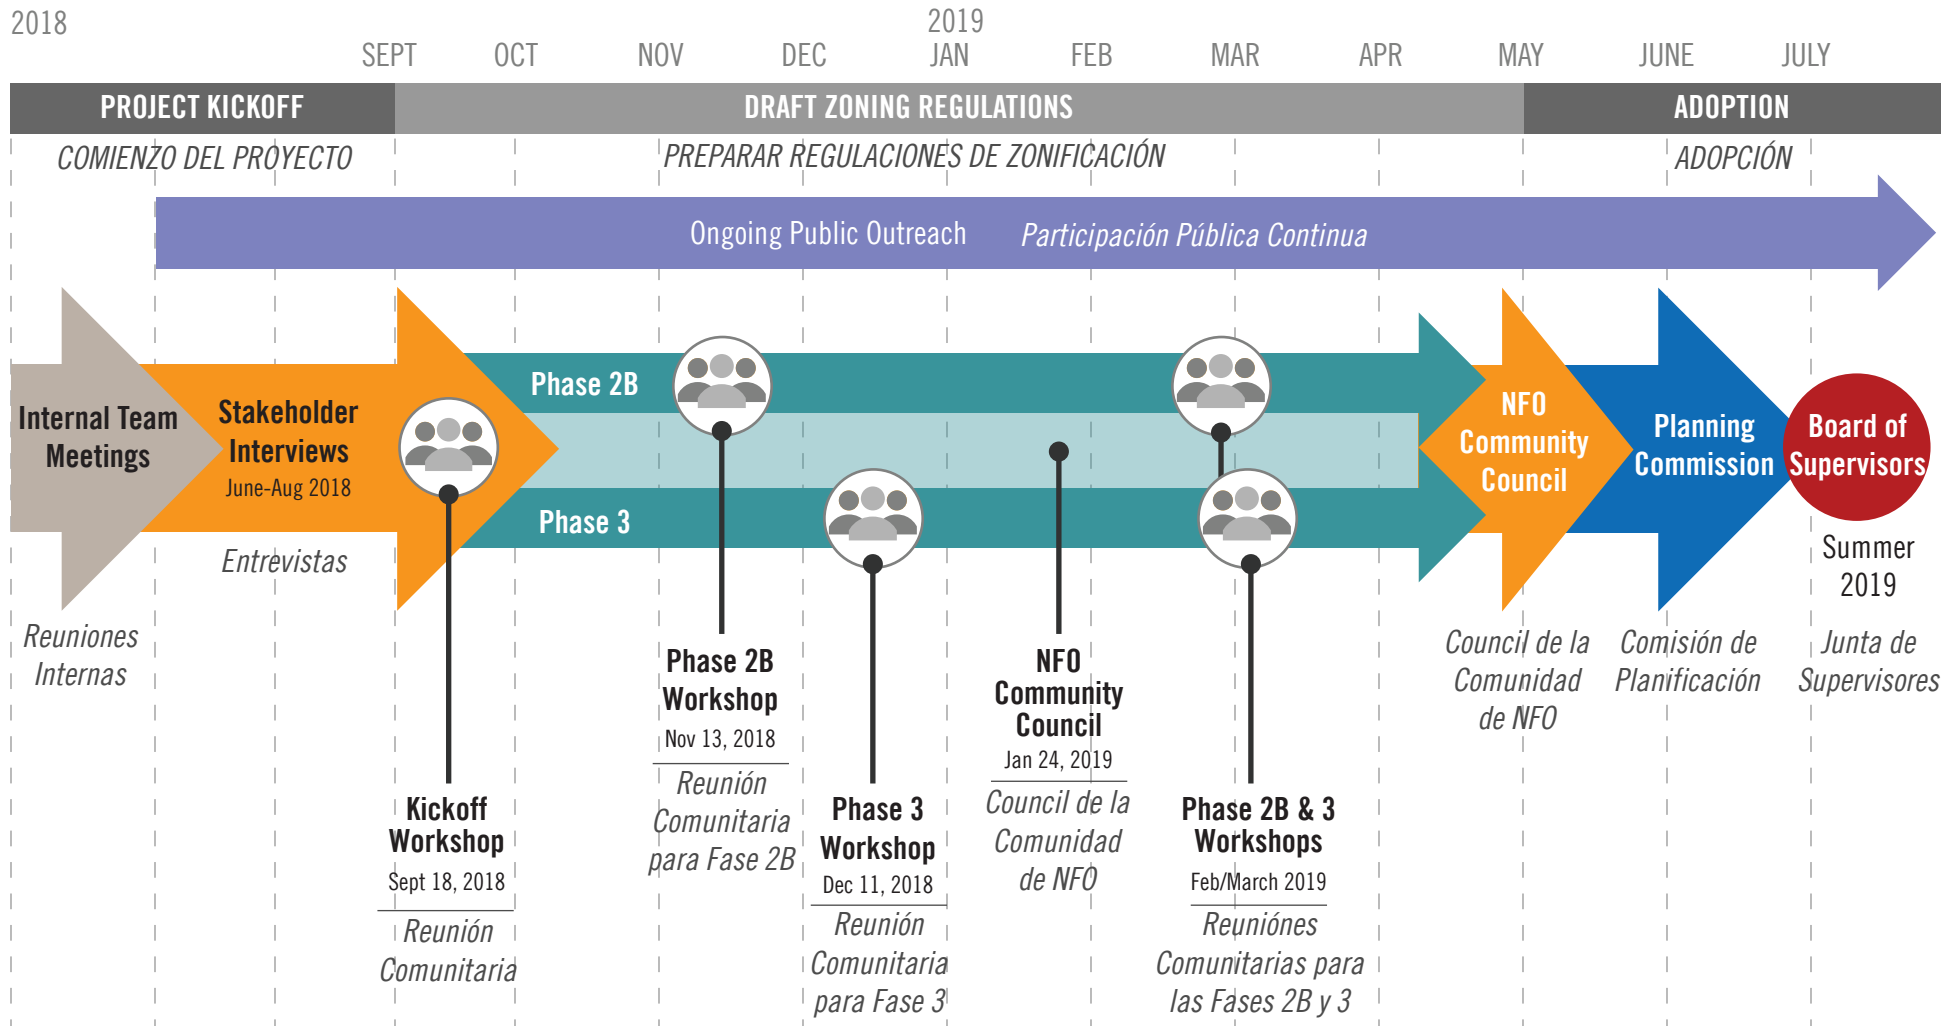 2018
2019
SEPT OCT NOV DEC JAN FEB MAR APR MAY JUNE JULY
PROJECT KICKOFF
DRAFT ZONING REGULATIONS
ADOPTION
COMIENZO DEL PROYECTO
PREPARAR REGULACIONES DE ZONIFICACIÓN
ADOPCIÓN
Ongoing Public Outreach
Participación Pública Continua
Internal Team
Meetings
Reuniones
Internas
Stakeholder
Interviews
June-Aug 2018
Entrevistas
Phase 2B
Phase 3
NFO
Community
Council
Council de la
Comunidad
de NFO
Planning
Commission
Comisión de
Planificación
Board of
Supervisors
Summer
2019
Junta de
Supervisores
Kickoff
Workshop
Sept 18, 2018
Reunión
Comunitaria
Phase 2B
Workshop
Nov 13, 2018
Reunión
Comunitaria
para Fase 2B
Phase 3
Workshop
Dec 11, 2018
Reunión
Comunitaria
para Fase 3
NFO
Community
Council
Jan 24, 2019
Council de la
Comunidad
de NFO
Phase 2B & 3
Workshops
Feb/March 2019
Reuniónes
Comunitarias para
las Fases 2B y 3